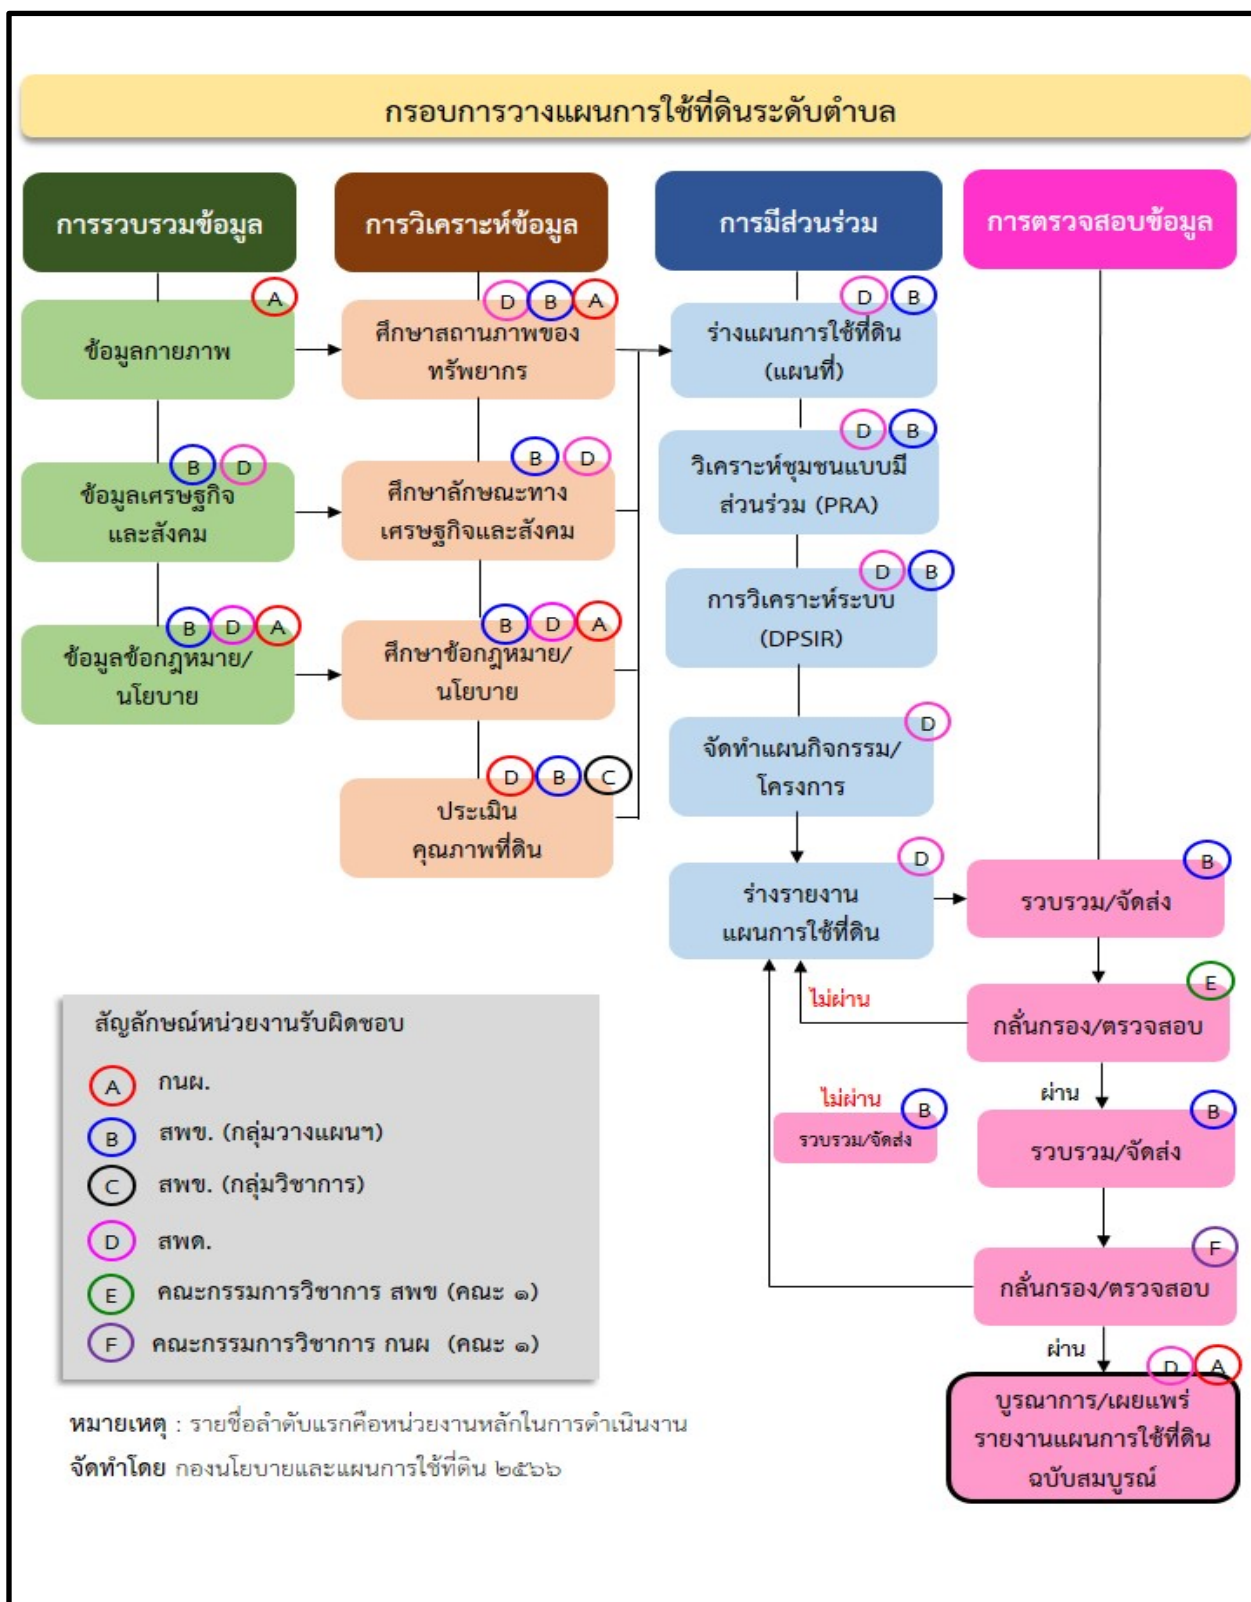 กรอบการวางแผนการใช้ที่ดินระดับตำบล
การรวบรวมข้อมูล
A
ข้อมูลกายภาพ
B D
ข้อมูลเศรษฐกิจ
และสังคม
B D A
ข้อมูลข้อกฎหมาย/
นโยบาย
การวิเคราะห์ข้อมูล
D B A
ศึกษาสถานภาพของ
ทรัพยากร
B D
ศึกษาลักษณะทาง
เศรษฐกิจและสังคม
B D A
ศึกษาข้อกฎหมาย/
นโยบาย
D B C
ประเมิน
คุณภาพที่ดิน
การมีส่วนร่วม
D B
ร่างแผนการใช้ที่ดิน
(แผนที่)
D B
วิเคราะห์ชุมชนแบบมี
ส่วนร่วม (PRA)
D B
การวิเคราะห์ระบบ
(DPSIR)
D
จัดทำแผนกิจกรรม/
โครงการ
D
ร่างรายงาน
แผนการใช้ที่ดิน
การตรวจสอบข้อมูล
B
รวบรวม/จัดส่ง
E
ไม่ผ่าน
กลั่นกรอง/ตรวจสอบ
ผ่าน
ไม่ผ่าน
B
รวบรวม/จัดส่ง
B
รวบรวม/จัดส่ง
F
กลั่นกรอง/ตรวจสอบ
ผ่าน
D A
บูรณาการ/เผยแพร่
รายงานแผนการใช้ที่ดิน
ฉบับสมบูรณ์
สัญลักษณ์หน่วยงานรับผิดชอบ
A กนผ.
B สพข. (กลุ่มวางแผนฯ)
C สพข. (กลุ่มวิชาการ)
D สพด.
E คณะกรรมการวิชาการ สพข (คณะ ๑)
F คณะกรรมการวิชาการ กนผ (คณะ ๑)
หมายเหตุ : รายชื่อลำดับแรกคือหน่วยงานหลักในการดำเนินงาน
จัดทำโดย กองนโยบายและแผนการใช้ที่ดิน ๒๕๖๖